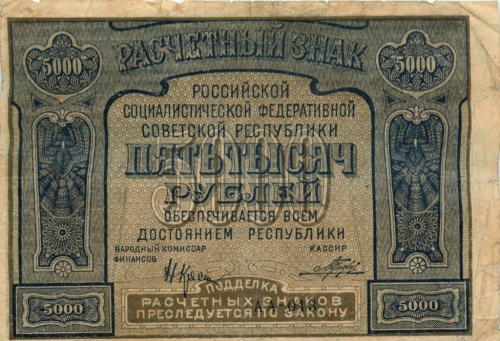 5000 РАСЧЕТНЫЙ ЗНАК 5000
РОССИЙСКОЙ
СОЦИАЛИСТИЧЕСКОЙ ФЕДЕРАТИВНОЙ
СОВЕТСКОЙ РЕСПУБЛИКИ
ПЯТЬ ТЫСЯЧ
РУБЛЕЙ
ОБЕСПЕЧИВАЕТСЯ ВСЕМ
ДОСТОЯНИЕМ РЕСПУБЛИКИ
НАРОДНЫЙ КОМИССАР КАССИР
ФИНАНСОВ
ПОДДЕЛКА
5000 РАСЧЕТНЫХ ЗНАКОВ 5000
ПРЕСЛЕДУЕТСЯ ПО ЗАКОНУ